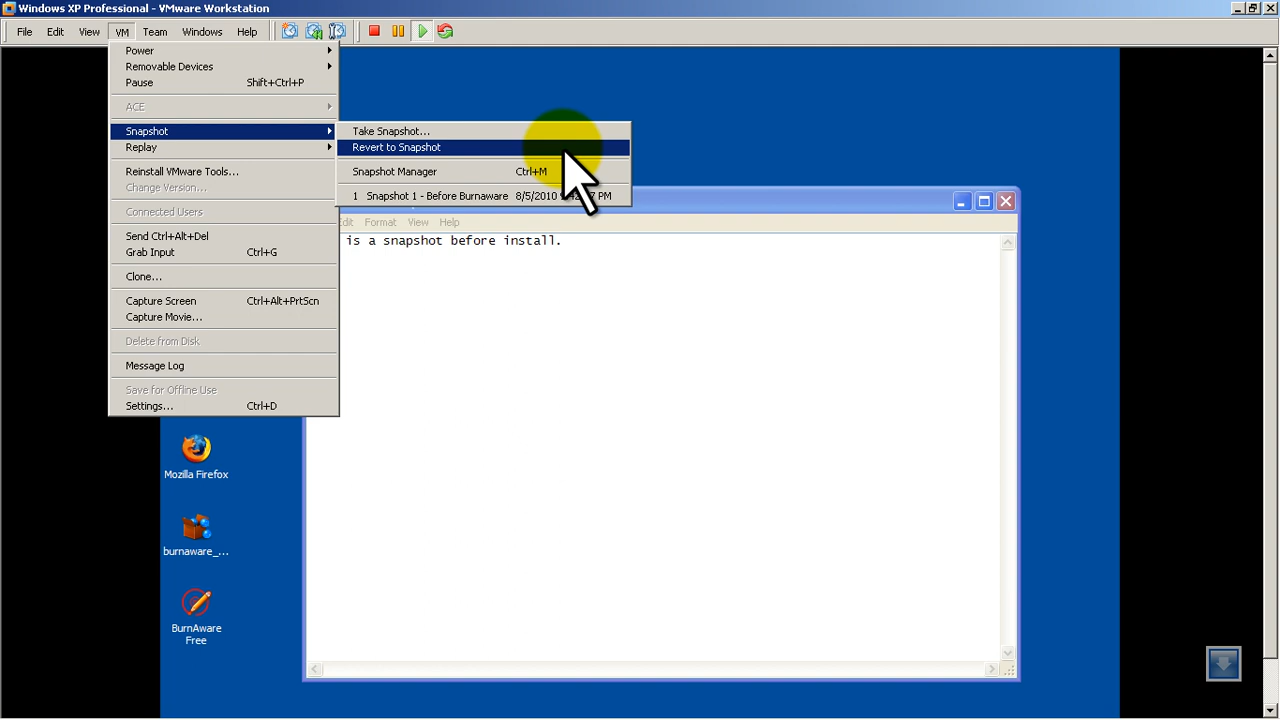 Windows XP Professional - VMware Workstation
File Edit View VM Team Windows Help
Power
Removable Devices
Pause Shift+Ctrl+P
ACE
Snapshot
Replay
Reinstall VMware Tools...
Change Version...
Connected Users
Send Ctrl+Alt+Del
Grab Input Ctrl+G
Clone...
Capture Screen Ctrl+Alt+PrtScn
Capture Movie...
Delete from Disk
Message Log
Save for Offline Use
Settings... Ctrl+D
Take Snapshot...
Revert to Snapshot
Snapshot Manager Ctrl+M
1 Snapshot 1 - Before Burnaware 8/5/2010 PM
Edit Format View Help
is a snapshot before install.
Mozilla Firefox
burnaware_...
BurnAware
Free